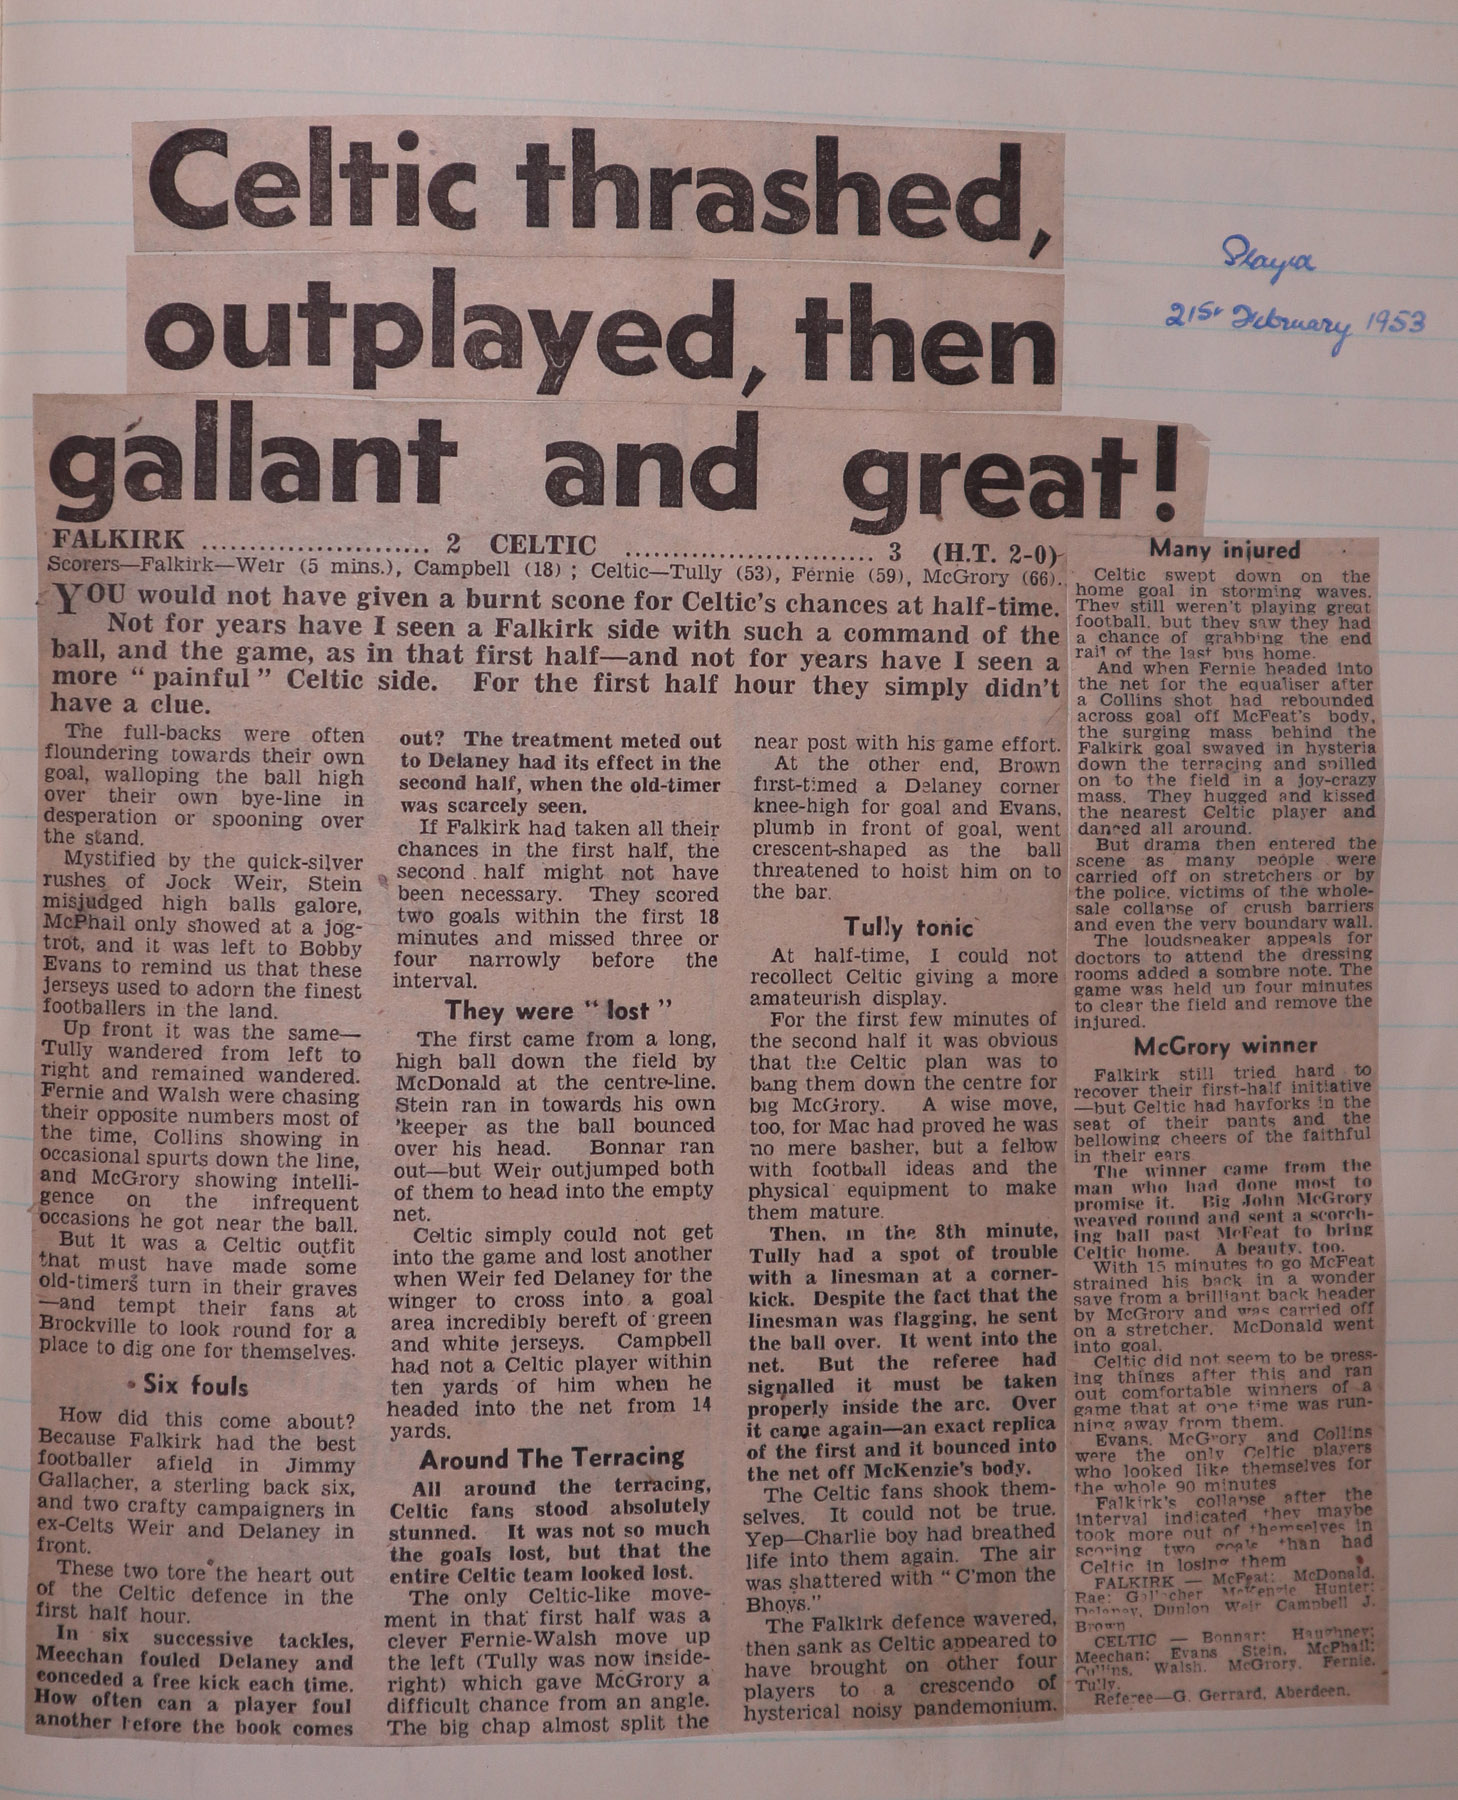 Celtic thrashed,
outplayed, then
gallant and great!
21st February 1953
FALKIRK ............................ 2 CELTIC ............................ 3 (H.T. 2-0)
Scorers—Falkirk—Weir (5 mins.), Campbell (18) ; Celtic—Tully (53), Fernie (59), McGrory (66).
YOU would not have given a burnt scone for Celtic's chances at half-time.
Not for years have I seen a Falkirk side with such a command of the
ball, and the game, as in that first half—and not for years have I seen a
more " painful " Celtic side. For the first half hour they simply didn't
have a clue.
The full-backs were often
floundering towards their own
goal, walloping the ball high
over their own bye-line in
desperation or spooning over
the stand.
Mystified by the quick-silver
rushes of Jock Weir, Stein
misjudged high balls galore,
McPhail only showed at a jog-
trot, and it was left to Bobby
Evans to remind us that these
jerseys used to adorn the finest
footballers in the land.
Up front it was the same—
Tully wandered from left to
right and remained wandered.
Fernie and Walsh were chasing
their opposite numbers most of
the time, Collins showing in
occasional spurts down the line,
and McGrory showing intelli-
gence on the infrequent
occasions he got near the ball.
But it was a Celtic outfit
that must have made some
old-timers turn in their graves
—and tempt their fans at
Brockville to look round for a
place to dig one for themselves.
Six fouls
How did this come about?
Because Falkirk had the best
footballer afield in Jimmy
Gallacher, a sterling back six,
and two crafty campaigners in
ex-Celts Weir and Delaney in
front.
These two tore the heart out
of the Celtic defence in the
first half hour.
In six successive tackles,
Meechan fouled Delaney and
conceded a free kick each time.
How often can a player foul
another before the book comes
out? The treatment meted out
to Delaney had its effect in the
second half, when the old-timer
was scarcely seen.
If Falkirk had taken all their
chances in the first half, the
second half might not have
been necessary. They scored
two goals within the first 18
minutes and missed three or
four narrowly before the
interval.
They were " lost "
The first came from a long,
high ball down the field by
McDonald at the centre-line.
Stein ran in towards his own
'keeper as the ball bounced
over his head. Bonnar ran
out—but Weir outjumped both
of them to head into the empty
net.
Celtic simply could not get
into the game and lost another
when Weir fed Delaney for the
winger to cross into a goal
area incredibly bereft of green
and white jerseys. Campbell
had not a Celtic player within
ten yards of him when he
headed into the net from 14
yards.
Around The Terracing
All around the terracing,
Celtic fans stood absolutely
stunned. It was not so much
the goals lost, but that the
entire Celtic team looked lost.
The only Celtic-like move-
ment in that first half was a
clever Fernie-Walsh move up
the left (Tully was now inside-
right) which gave McGrory a
difficult chance from an angle.
The big chap almost split the
near post with his game effort.
At the other end, Brown
first-timed a Delaney corner
knee-high for goal and Evans,
plumb in front of goal, went
crescent-shaped as the ball
threatened to hoist him on to
the bar.
Tully tonic
At half-time, I could not
recollect Celtic giving a more
amateurish display.
For the first few minutes of
the second half it was obvious
that the Celtic plan was to
bang them down the centre for
big McGrory. A wise move,
too, for Mac had proved he was
no mere basher, but a fellow
with football ideas and the
physical equipment to make
them mature.
Then, in the 8th minute,
Tully had a spot of trouble
with a linesman at a corner-
kick. Despite the fact that the
linesman was flagging, he sent
the ball over. It went into the
net. But the referee had
signalled it must be taken
properly inside the arc. Over
it came again—an exact replica
of the first and it bounced into
the net off McKenzie's body.
The Celtic fans shook them-
selves. It could not be true.
Yep—Charlie boy had breathed
life into them again. The air
was shattered with " C'mon the
Bhoys."
The Falkirk defence wavered,
then sank as Celtic appeared to
have brought on other four
players to a crescendo of
hysterical noisy pandemonium.
Many injured
Celtic swept down on the
home goal in storming waves.
They still weren't playing great
football, but they saw they had
a chance of grabbing the end
rail of the last bus home.
And when Fernie headed into
the net for the equaliser after
a Collins shot had rebounded
across goal off McFeat's body,
the surging mass behind the
Falkirk goal swayed in hysteria
down the terracing and spilled
on to the field in a joy-crazy
mass. They hugged and kissed
the nearest Celtic player and
danced all around.
But drama then entered the
scene as many people were
carried off on stretchers or by
the police, victims of the whole-
sale collapse of crush barriers
and even the very boundary wall.
The loudspeaker appeals for
doctors to attend the dressing
rooms added a sombre note. The
game was held up four minutes
to clear the field and remove the
injured.
McGrory winner
Falkirk still tried hard to
recover their first-half initiative
—but Celtic had hayforks in the
seat of their pants and the
bellowing cheers of the faithful
in their ears.
The winner came from the
man who had done most to
promise it. Big John McGrory
weaved round and sent a scorch-
ing ball past McFeat to bring
Celtic home. A beauty, too.
With 15 minutes to go McFeat
strained his back in a wonder
save from a brilliant back header
by McGrory and was carried off
on a stretcher. McDonald went
into goal.
Celtic did not seem to be press-
ing things after this and ran
out comfortable winners of a
game that at one time was run-
ning away from them.
Evans, McGrory and Collins
were the only Celtic players
who looked like themselves for
the whole 90 minutes
Falkirk's collapse after the
interval indicated they maybe
took more out of themselves in
scoring two goals than had
Celtic in losing them
FALKIRK — McFeat; McDonald,
Rae; Gallacher McKenzie Hunter;
Delaney, Dunlop Weir Campbell J.
Brown
CELTIC — Bonnar; Haughney;
Meechan; Evans Stein, McPhail;
Collins, Walsh, McGrory, Fernie,
Tully.
Referee—G. Gerrard, Aberdeen.